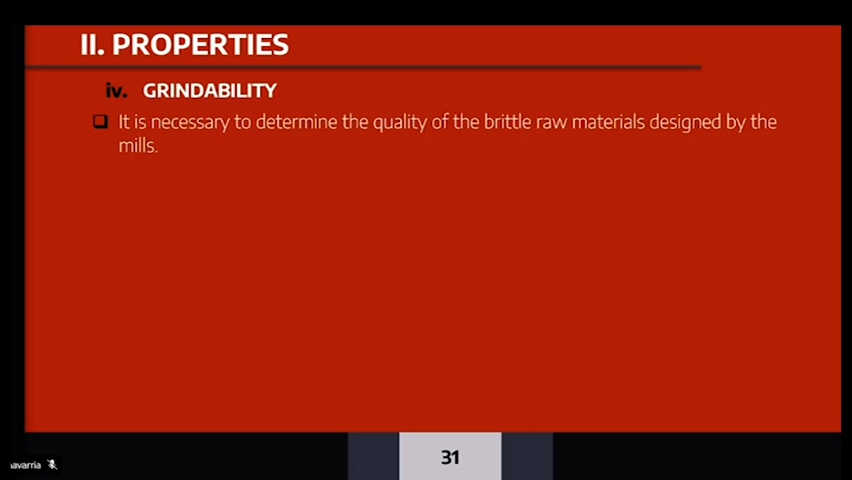 II. PROPERTIES
iv. GRINDABILITY
It is necessary to determine the quality of the brittle raw materials designed by the
mills.
31